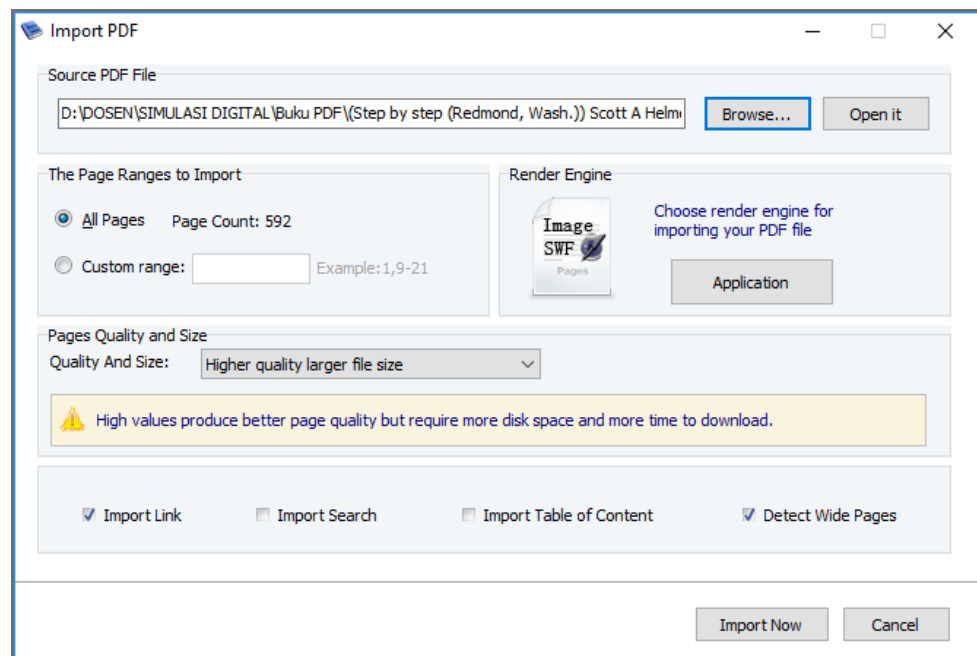 Import PDF
Source PDF File
D:\DOSEN\SIMULASI DIGITAL\Buku PDF\(Step by step (Redmond, Wash.)) Scott A Helm
Browse...
Open it
The Page Ranges to Import
All Pages Page Count: 592
Custom range: Example:1,9-21
Render Engine
Image
SWF
Pages
Choose render engine for
importing your PDF file
Application
Pages Quality and Size
Quality And Size: Higher quality larger file size
High values produce better page quality but require more disk space and more time to download.
Import Link Import Search Import Table of Content Detect Wide Pages
Import Now Cancel